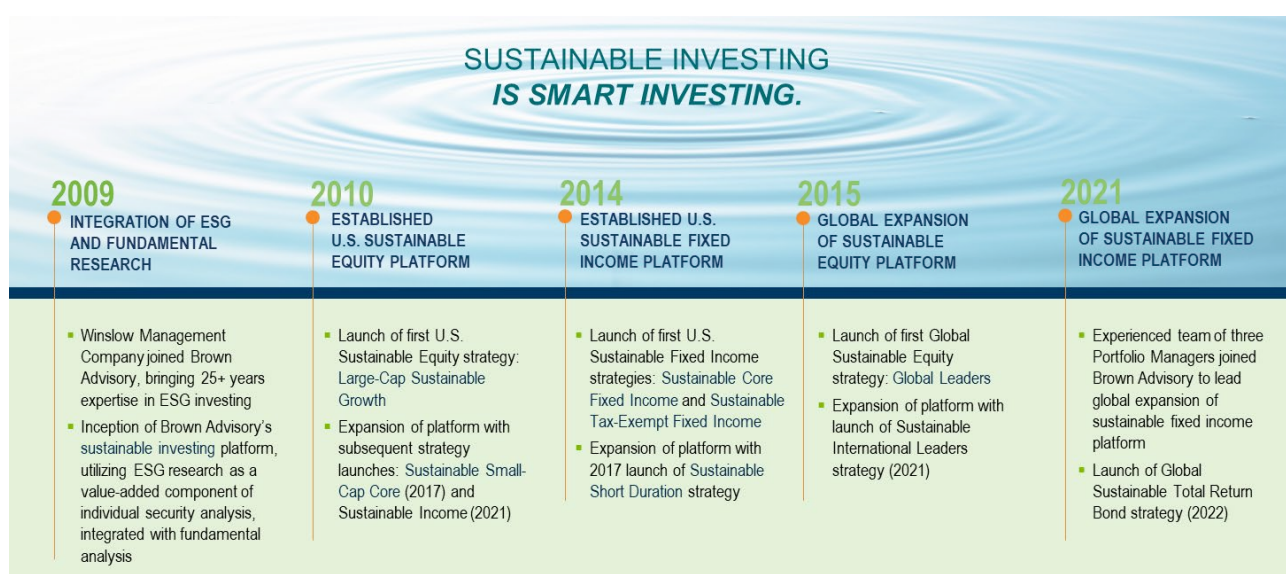 SUSTAINABLE INVESTING
IS SMART INVESTING.
2009
INTEGRATION OF ESG
AND FUNDAMENTAL
RESEARCH
▪ Winslow Management
Company joined Brown
Advisory, bringing 25+ years
expertise in ESG investing
▪ Inception of Brown Advisory's
sustainable investing platform,
utilizing ESG research as a
value-added component of
individual security analysis,
integrated with fundamental
analysis
2010
ESTABLISHED
U.S. SUSTAINABLE
EQUITY PLATFORM
▪ Launch of first U.S.
Sustainable Equity strategy:
Large-Cap Sustainable
Growth
▪ Expansion of platform with
subsequent strategy
launches: Sustainable Small-
Cap Core (2017) and
Sustainable Income (2021)
2014
ESTABLISHED U.S.
SUSTAINABLE FIXED
INCOME PLATFORM
▪ Launch of first U.S.
Sustainable Fixed Income
strategies: Sustainable Core
Fixed Income and Sustainable
Tax-Exempt Fixed Income
▪ Expansion of platform with
2017 launch of Sustainable
Short Duration strategy
2015
GLOBAL EXPANSION
OF SUSTAINABLE
EQUITY PLATFORM
▪ Launch of first Global
Sustainable Equity
strategy: Global Leaders
▪ Expansion of platform with
launch of Sustainable
International Leaders
strategy (2021)
2021
GLOBAL EXPANSION
OF SUSTAINABLE FIXED
INCOME PLATFORM
▪ Experienced team of three
Portfolio Managers joined
Brown Advisory to lead
global expansion of
sustainable fixed income
platform
▪ Launch of Global
Sustainable Total Return
Bond strategy (2022)